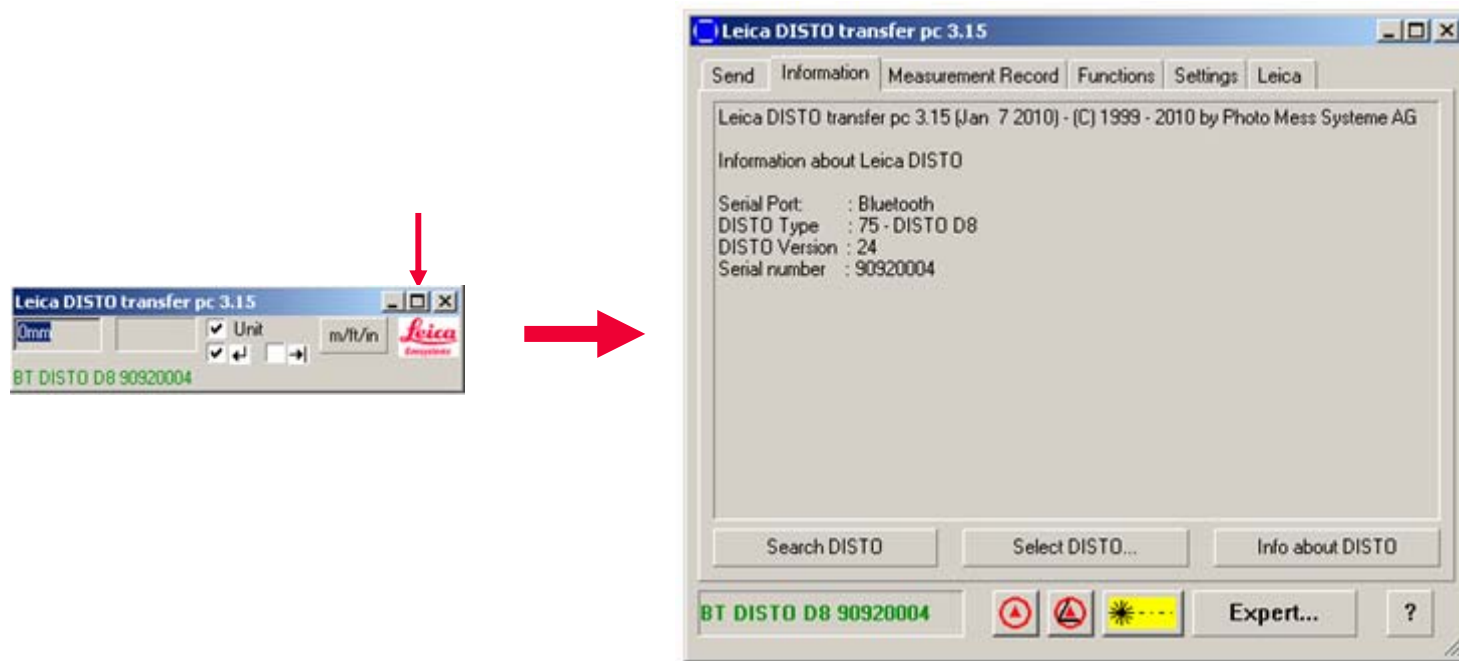 Leica DISTO transfer pc 3.15
0mm
Unit
m/ft/in
Leica
Geosystems
BT DISTO D8 90920004
Leica DISTO transfer pc 3.15
Send Information Measurement Record Functions Settings Leica
Leica DISTO transfer pc 3.15 (Jan 7 2010) - (C) 1999 - 2010 by Photo Mess Systeme AG
Information about Leica DISTO
Serial Port: : Bluetooth
DISTO Type : 75 - DISTO D8
DISTO Version : 24
Serial number : 90920004
Search DISTO Select DISTO... Info about DISTO
BT DISTO D8 90920004 Expert... ?